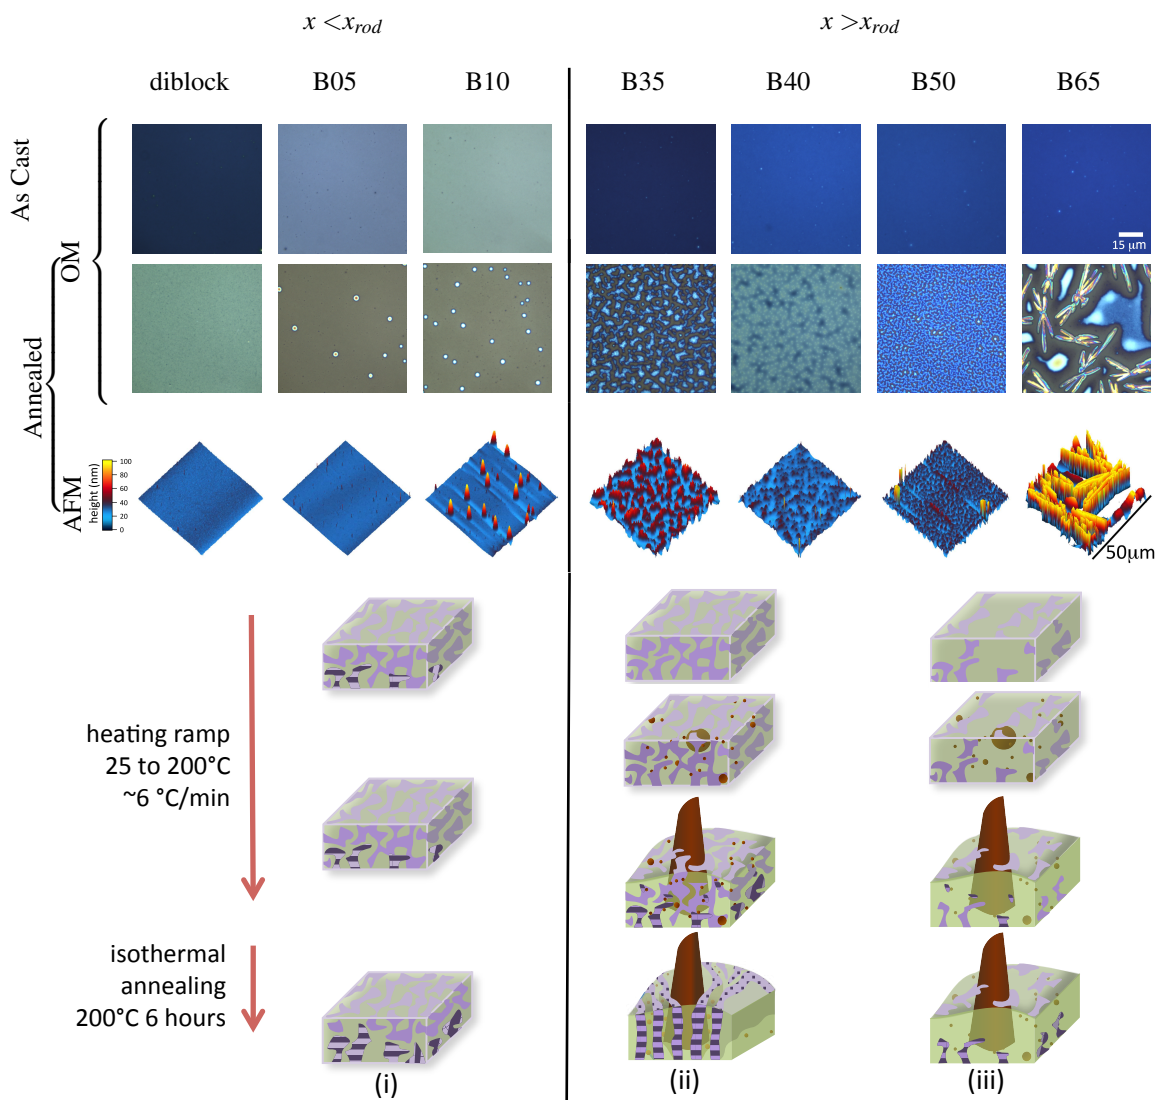 x < x_rod
x > x_rod
diblock B05 B10 B35 B40 B50 B65
As Cast
OM
15 μm
Annealed
AFM
height (nm)
100
80
60
40
20
0
50μm
heating ramp
25 to 200°C
~6 °C/min
isothermal
annealing
200°C 6 hours
(i)
(ii)
(iii)